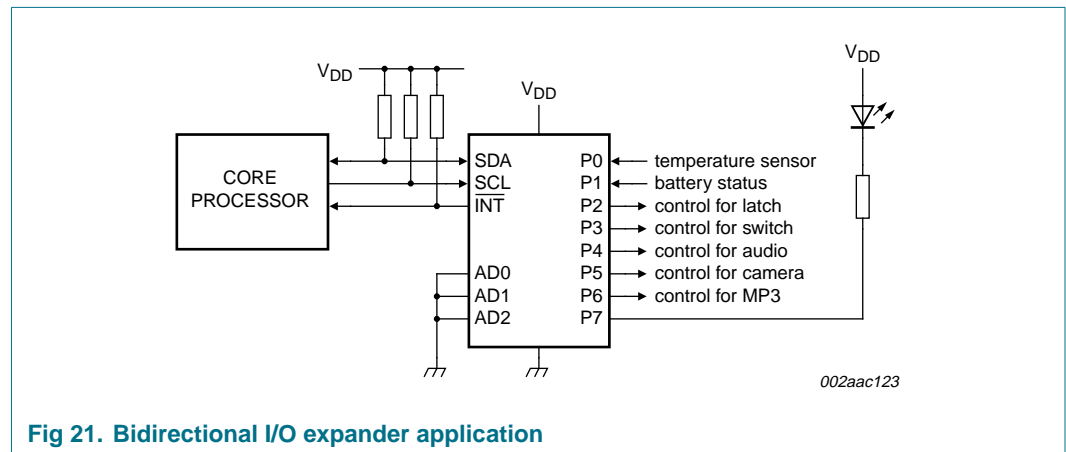 VDD
VDD
VDD
CORE
PROCESSOR
SDA
SCL
INT
AD0
AD1
AD2
P0
P1
P2
P3
P4
P5
P6
P7
temperature sensor
battery status
control for latch
control for switch
control for audio
control for camera
control for MP3
002aac123
Fig 21. Bidirectional I/O expander application